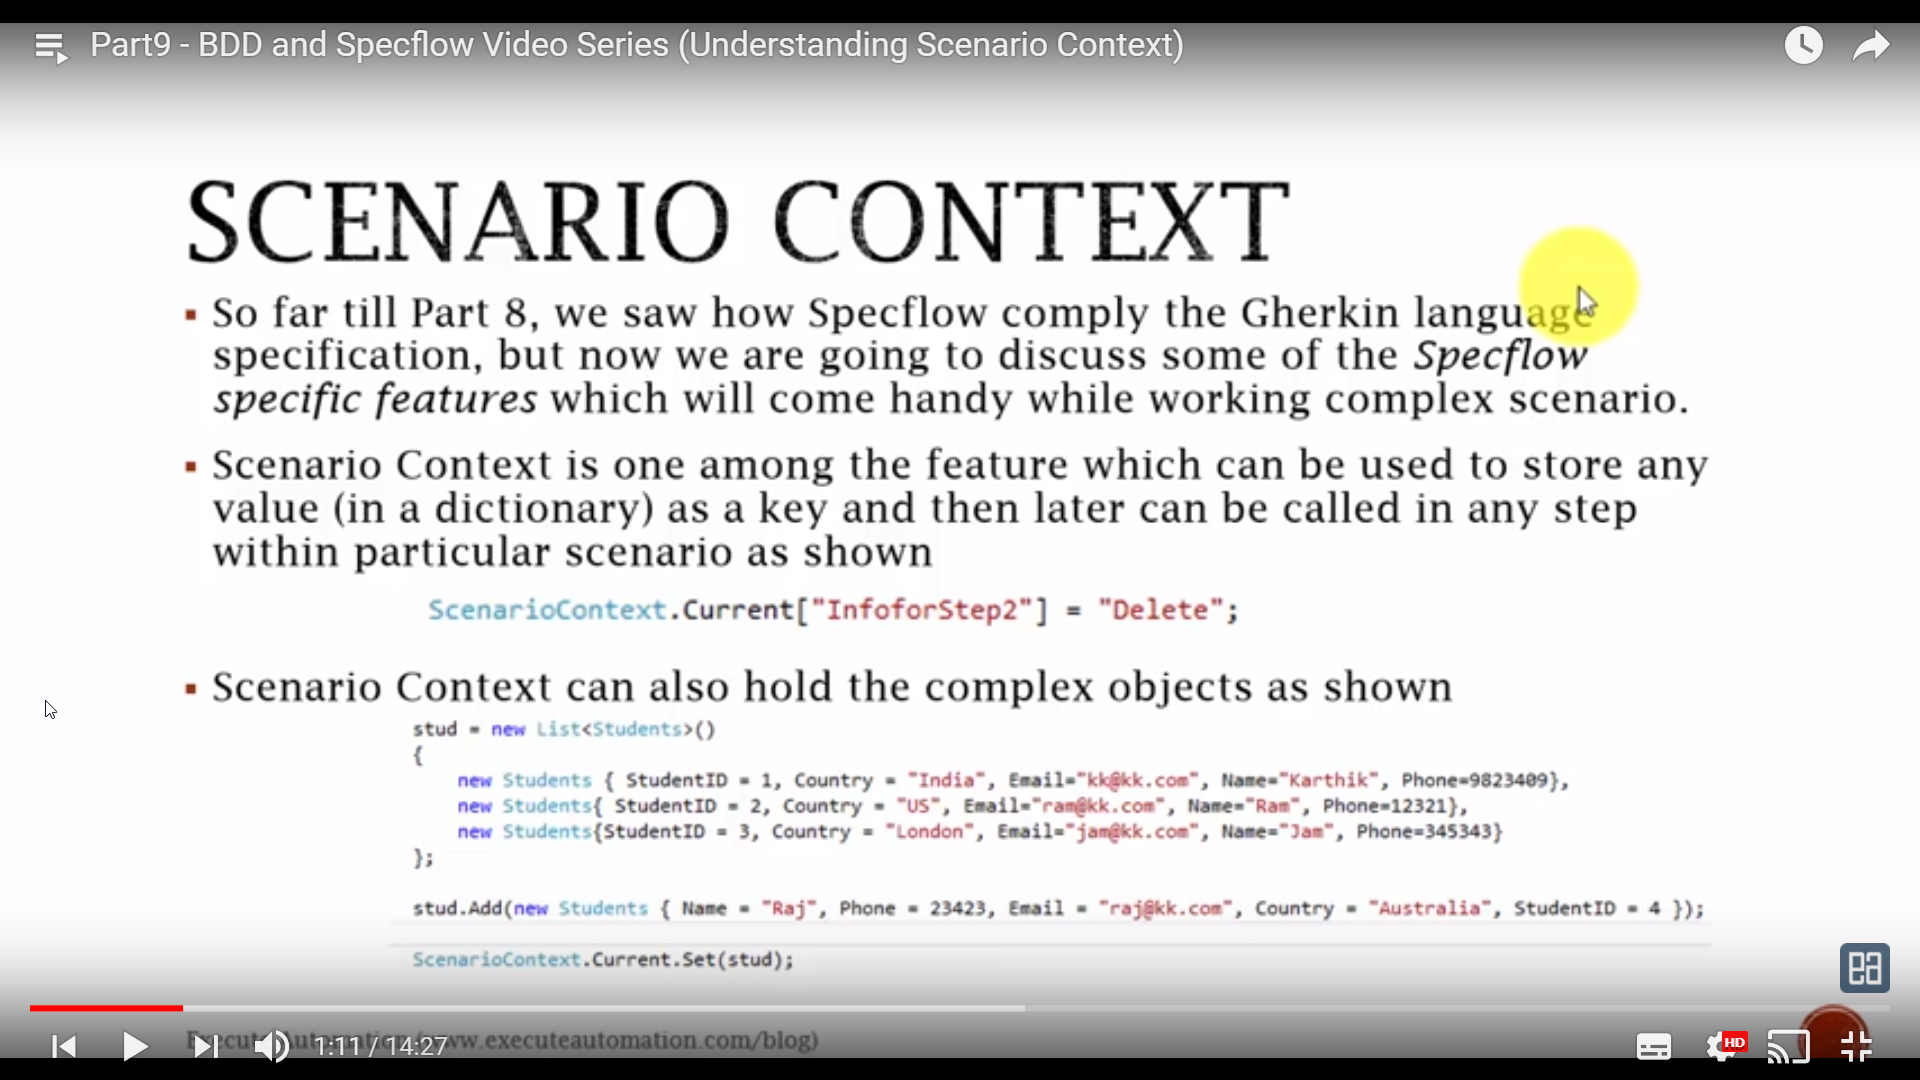 Part9 - BDD and Specflow Video Series (Understanding Scenario Context)
SCENARIO CONTEXT
▪ So far till Part 8, we saw how Specflow comply the Gherkin language
specification, but now we are going to discuss some of the Specflow
specific features which will come handy while working complex scenario.
▪ Scenario Context is one among the feature which can be used to store any
value (in a dictionary) as a key and then later can be called in any step
within particular scenario as shown
ScenarioContext.Current["InfoforStep2"] = "Delete";
▪ Scenario Context can also hold the complex objects as shown
stud = new List<Students>()
{
new Students { StudentID = 1, Country = "India", Email="kk@kk.com", Name="Karthik", Phone=9823409},
new Students{ StudentID = 2, Country = "US", Email="ram@kk.com", Name="Ram", Phone=12321},
new Students{StudentID = 3, Country = "London", Email="jam@kk.com", Name="Jam", Phone=345343}
};
stud.Add(new Students { Name = "Raj", Phone = 23423, Email = "raj@kk.com", Country = "Australia", StudentID = 4 });
ScenarioContext.Current.Set(stud);
Execute Automation (www.executeautomation.com/blog)
1:11 / 14:27
HD